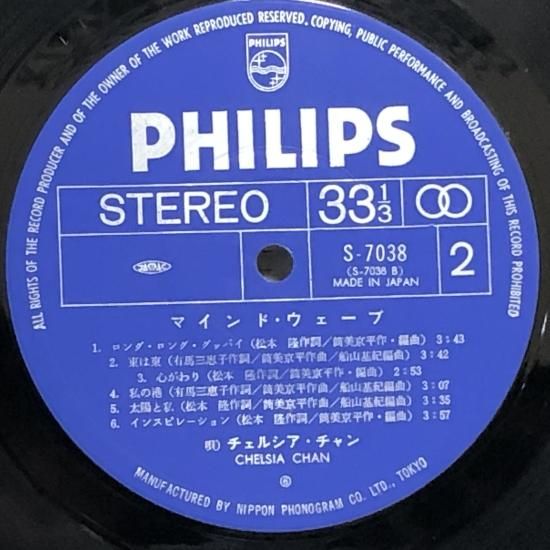 ALL RIGHTS OF THE RECORD PRODUCER AND OF THE OWNER OF THE WORK REPRODUCED RESERVED. COPYING, PUBLIC PERFORMANCE AND BROADCASTING OF THIS RECORD PROHIBITED
PHILIPS
PHILIPS
STEREO 33 1/3
JASRAC S-7038 2
(S-7038 B)
MADE IN JAPAN
マインド・ウェーブ
1. ロング・ロング・グッバイ (松本 隆作詞/筒美京平作・編曲) 3:43
2. 東は東 (有馬三恵子作詞/筒美京平作曲/船山基紀編曲) 3:42
3. 心がわり (松本 隆作詞/筒美京平作・編曲) 2:53
4. 私の港 (有馬三恵子作詞/筒美京平作曲/船山基紀編曲) 3:07
5. 太陽と私 (松本 隆作詞/筒美京平作曲/船山基紀編曲) 3:35
6. インスピレーション (松本 隆作詞/筒美京平作・編曲) 3:57
唄) チェルシア・チャン
CHELSIA CHAN
Ⓟ
MANUFACTURED BY NIPPON PHONOGRAM CO. LTD., TOKYO